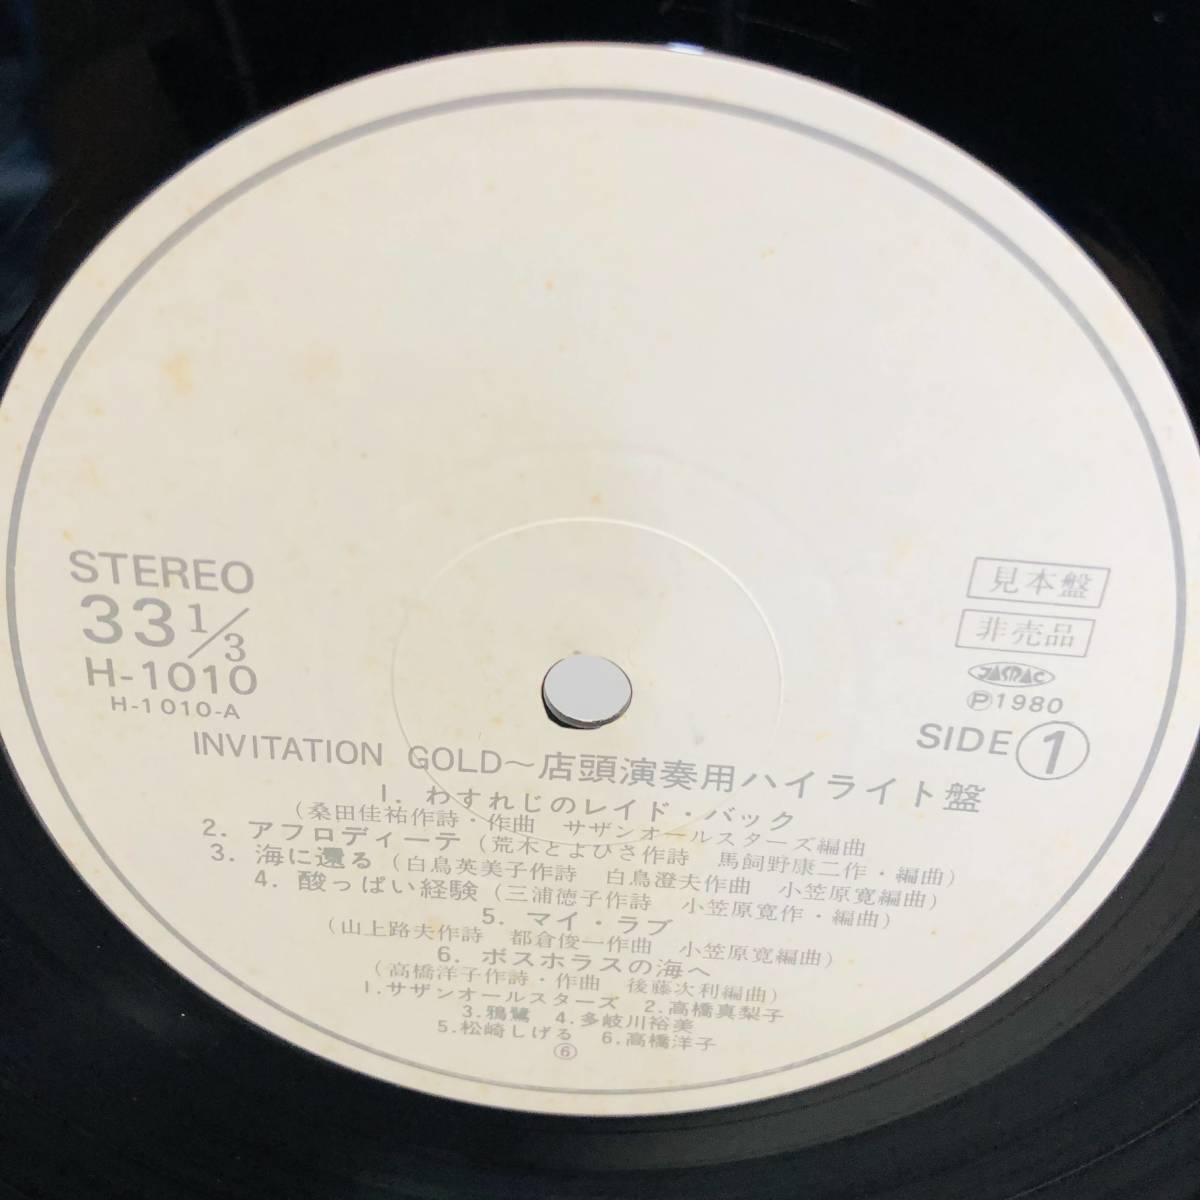 STEREO
33 1/3
H-1010
H-1010-A
見本盤
非売品
JASRAC
Ⓟ1980
SIDE 1
INVITATION GOLD～店頭演奏用ハイライト盤
1. わすれじのレイド・バック
(桑田佳祐作詩・作曲 サザンオールスターズ編曲
2. アフロディーテ (荒木とよひさ作詩 馬飼野康二作・編曲)
3. 海に還る (白鳥英美子作詩 白鳥澄夫作曲 小笠原寛編曲)
4. 酸っぱい経験 (三浦徳子作詩 小笠原寛作・編曲)
5. マイ・ラブ
(山上路夫作詩 都倉俊一作曲 小笠原寛編曲)
6. ボスホラスの海へ
(高橋洋子作詩・作曲 後藤次利編曲)
1.サザンオールスターズ 2.高橋真梨子
3.鴉鷺 4.多岐川裕美
5.松崎しげる 6.高橋洋子
⑥